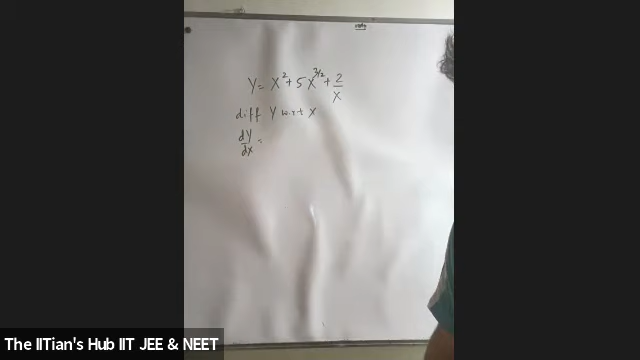 Y = X² + 5X^3/2 + 2/X
diff Y w.r.t X
dY/dX =
The IITian's Hub IIT JEE & NEET